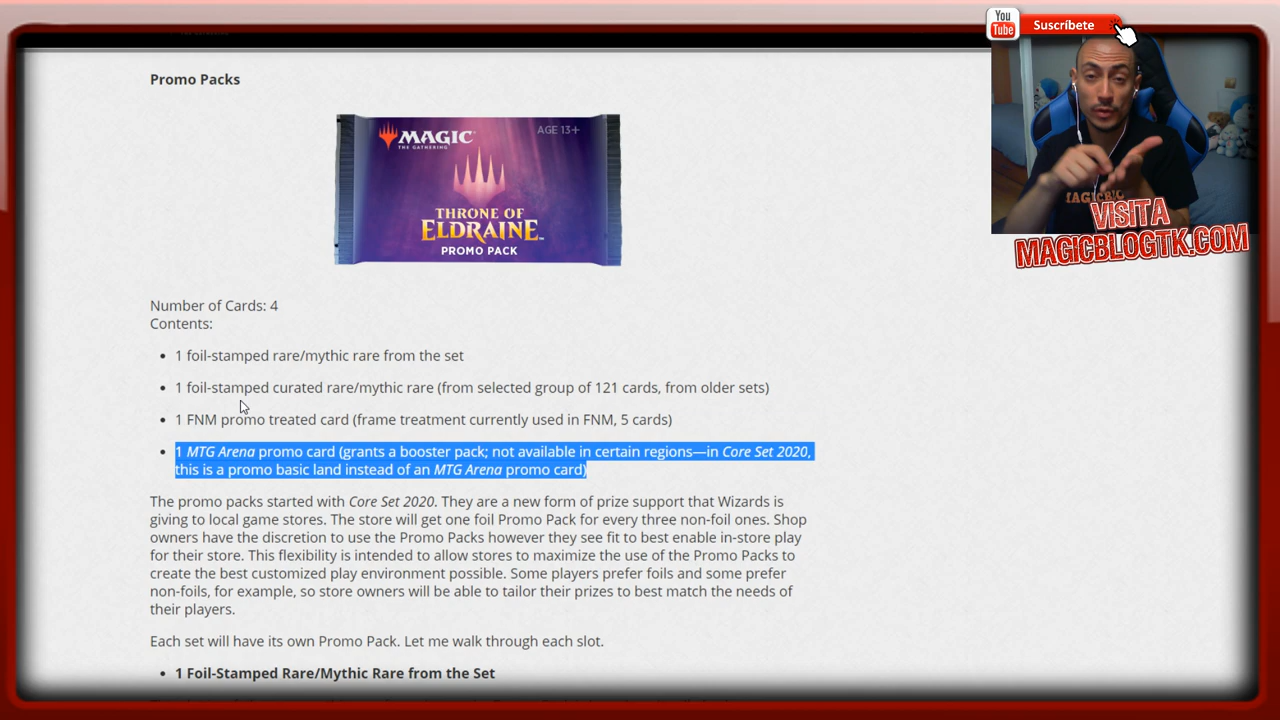 You
Tube
Suscríbete
Promo Packs
MAGIC
THE GATHERING
AGE 13+
THRONE OF
ELDRAINE
PROMO PACK
VISITA
MAGICBLOGTK.COM
Number of Cards: 4
Contents:
• 1 foil-stamped rare/mythic rare from the set
• 1 foil-stamped curated rare/mythic rare (from selected group of 121 cards, from older sets)
• 1 FNM promo treated card (frame treatment currently used in FNM, 5 cards)
• 1 MTG Arena promo card (grants a booster pack; not available in certain regions—in Core Set 2020,
this is a promo basic land instead of an MTG Arena promo card)
The promo packs started with Core Set 2020. They are a new form of prize support that Wizards is
giving to local game stores. The store will get one foil Promo Pack for every three non-foil ones. Shop
owners have the discretion to use the Promo Packs however they see fit to best enable in-store play
for their store. This flexibility is intended to allow stores to maximize the use of the Promo Packs to
create the best customized play environment possible. Some players prefer foils and some prefer
non-foils, for example, so store owners will be able to tailor their prizes to best match the needs of
their players.
Each set will have its own Promo Pack. Let me walk through each slot.
• 1 Foil-Stamped Rare/Mythic Rare from the Set